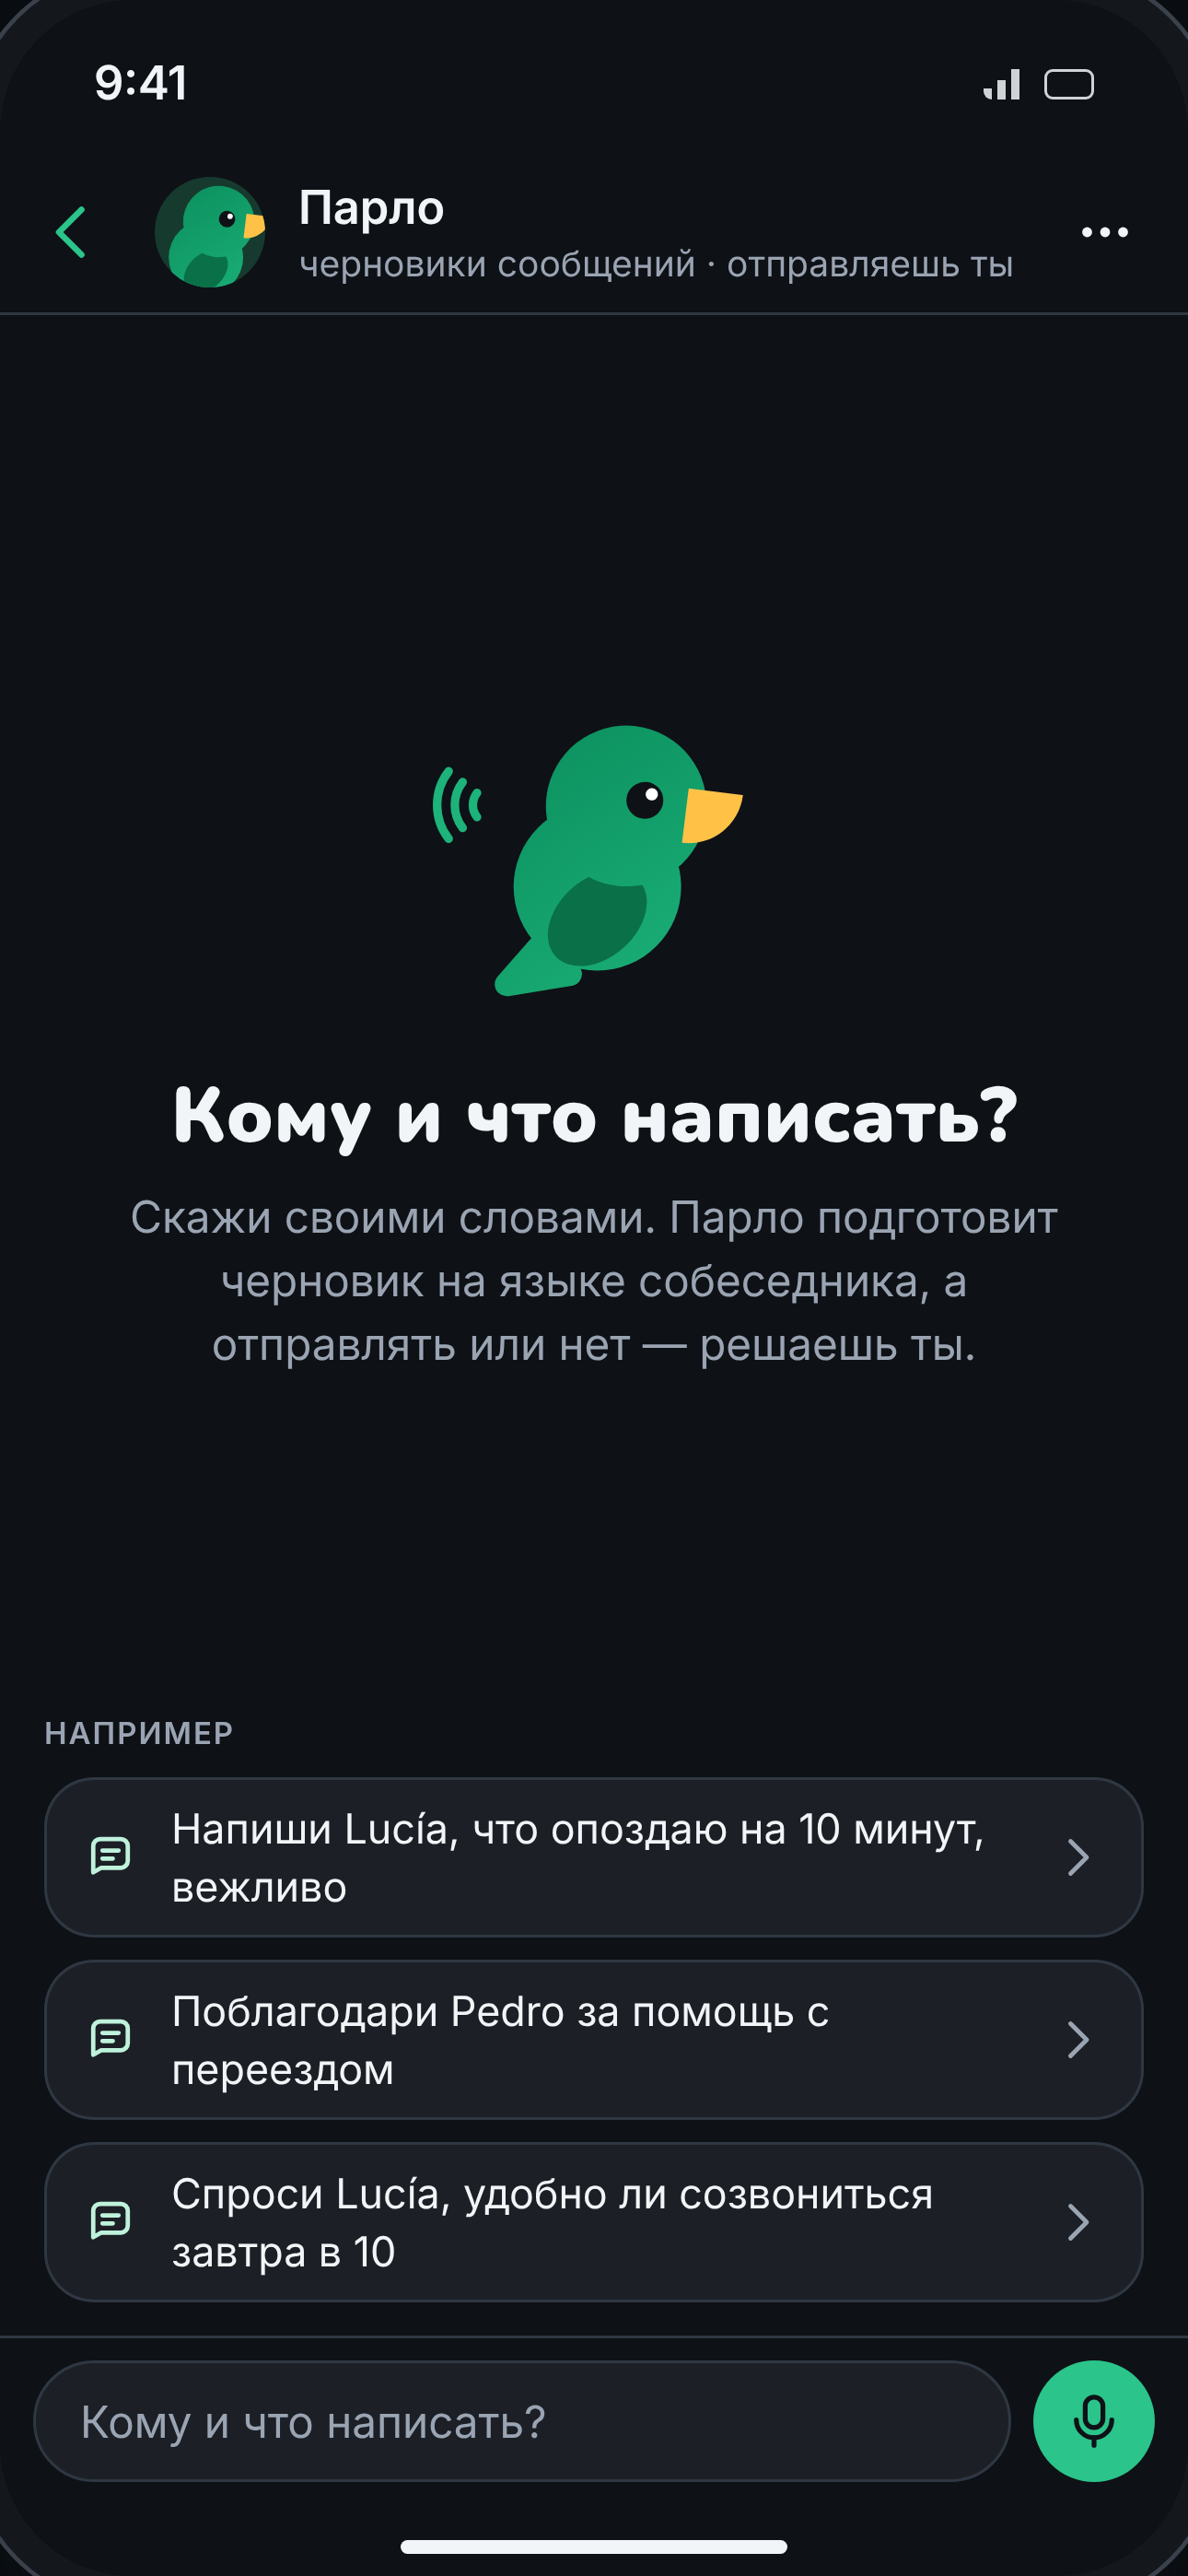 9:41
Парло
черновики сообщений · отправляешь ты
Кому и что написать?
Скажи своими словами. Парло подготовит
черновик на языке собеседника, а
отправлять или нет — решаешь ты.
НАПРИМЕР
Напиши Lucía, что опоздаю на 10 минут,
вежливо
Поблагодари Pedro за помощь с
переездом
Спроси Lucía, удобно ли созвониться
завтра в 10
Кому и что написать?